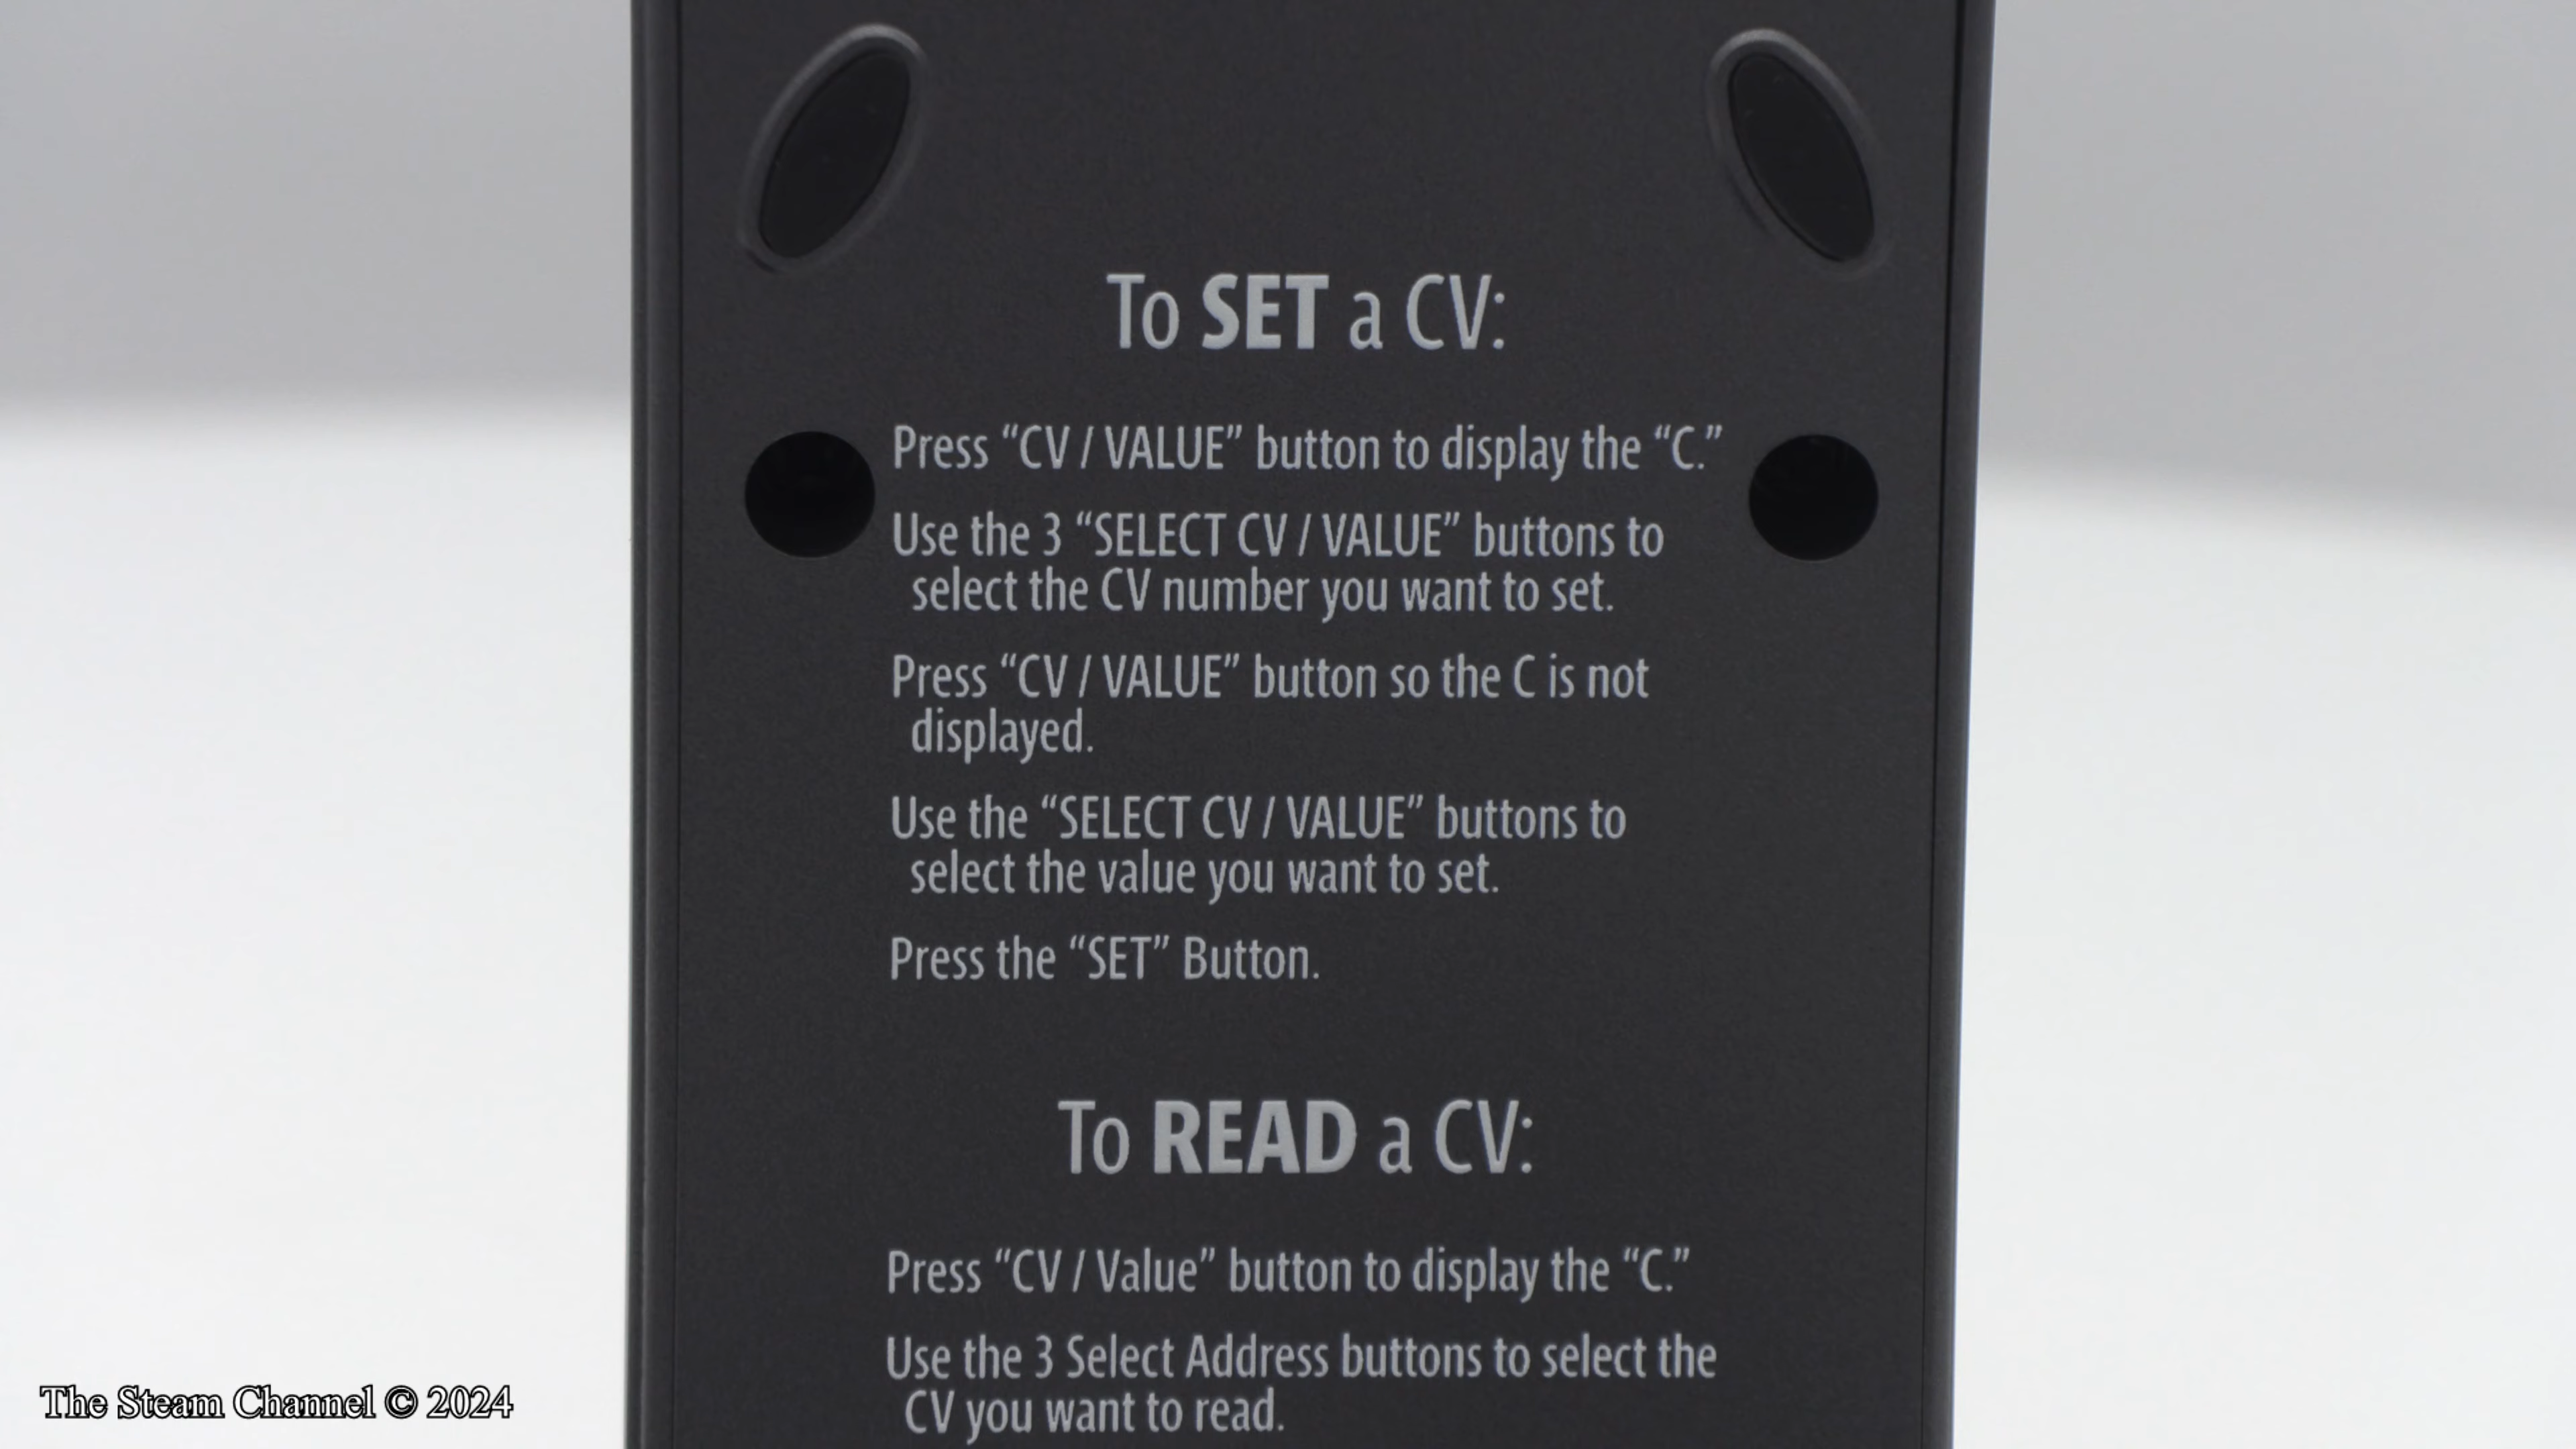 To SET a CV:
Press “CV / VALUE” button to display the “C.”
Use the 3 “SELECT CV / VALUE” buttons to
select the CV number you want to set.
Press “CV / VALUE” button so the C is not
displayed.
Use the “SELECT CV / VALUE” buttons to
select the value you want to set.
Press the “SET” Button.
To READ a CV:
Press “CV / Value” button to display the “C.”
Use the 3 Select Address buttons to select the
CV you want to read.
The Steam Channel © 2024